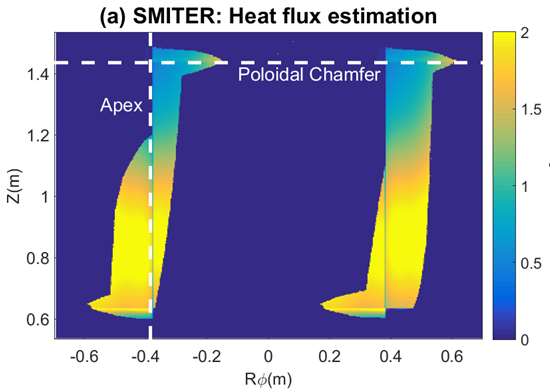 (a) SMITER: Heat flux estimation
2
1.4
Poloidal Chamfer
Apex
1.5
1.2
Z(m)
1
1
0.8
0.5
0.6
0
-0.6 -0.4 -0.2 0 0.2 0.4 0.6
Rϕ(m)